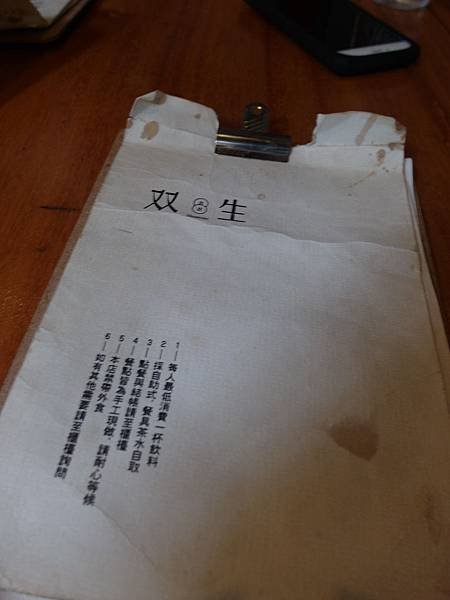 双 生
1—每人最低消費一杯飲料
2—採自助式，餐具茶水自取
3—點餐與結帳請至櫃檯
4—餐點皆為手工現做，請耐心等候
5—本店禁帶外食
6—如有其他需要請至櫃檯詢問